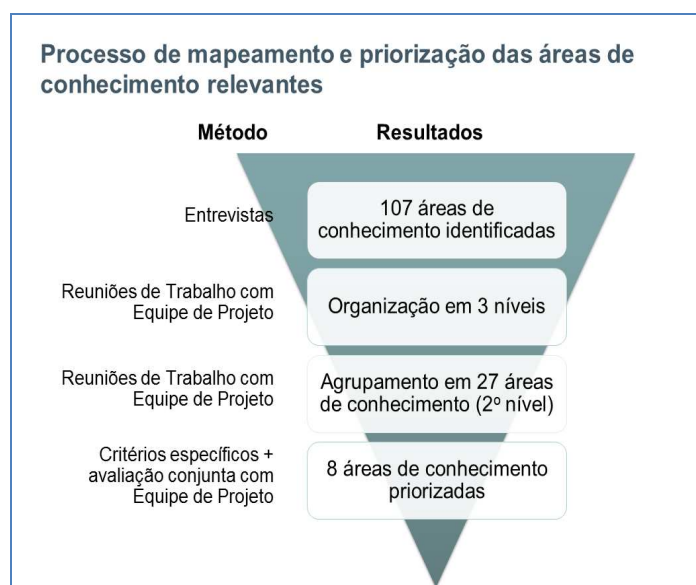 Processo de mapeamento e priorização das áreas de
conhecimento relevantes
Método
Resultados
Entrevistas
107 áreas de
conhecimento identificadas
Reuniões de Trabalho com
Equipe de Projeto
Organização em 3 níveis
Reuniões de Trabalho com
Equipe de Projeto
Agrupamento em 27 áreas
de conhecimento (2º nível)
Critérios específicos +
avaliação conjunta com
Equipe de Projeto
8 áreas de conhecimento
priorizadas